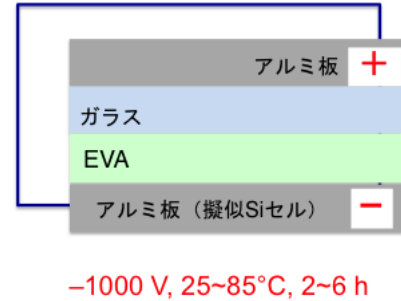 アルミ板 +
ガラス
EVA
アルミ板（擬似Siセル） −
–1000 V, 25~85°C, 2~6 h